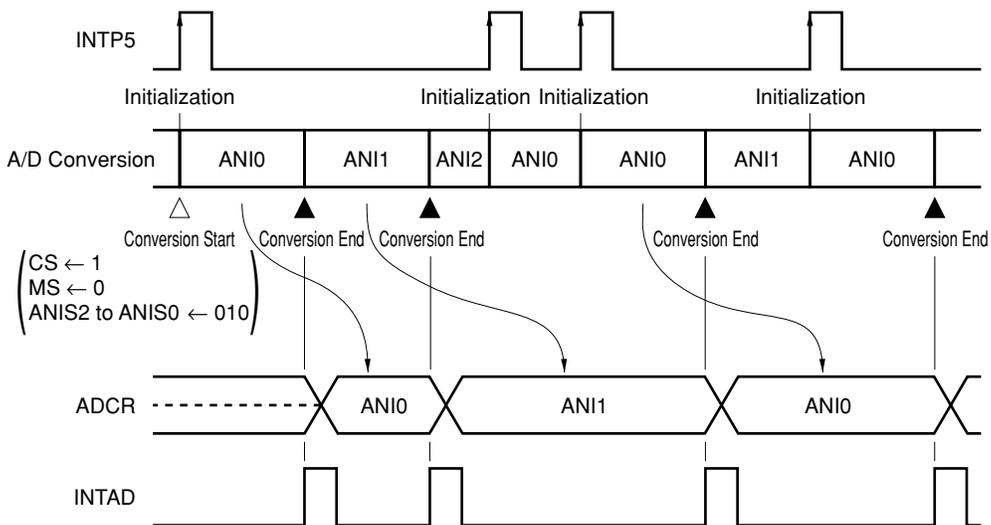 INTP5
Initialization Initialization Initialization Initialization
A/D Conversion ANI0 ANI1 ANI2 ANI0 ANI0 ANI1 ANI0
Conversion Start Conversion End Conversion End Conversion End Conversion End
CS ← 1
MS ← 0
ANIS2 to ANIS0 ← 010
ADCR ANI0 ANI1 ANI0
INTAD